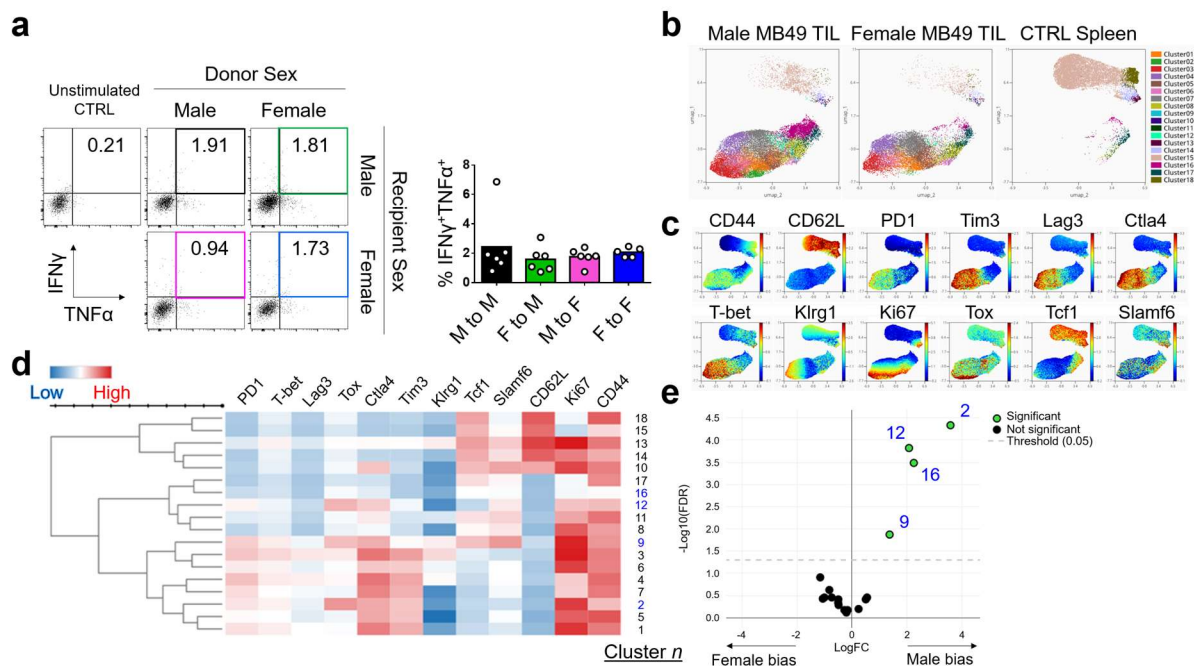 a
Donor Sex
Unstimulated
CTRL
Male
Female
0.21
1.91
1.81
0.94
1.73
Male
Female
Recipient Sex
IFNγ
TNFα
% IFNγ⁺TNFα⁺
8
6
4
2
0
M to M
F to M
M to F
F to F
b
Male MB49 TIL
Female MB49 TIL
CTRL Spleen
umap_1
umap_2
umap_2
umap_2
Cluster01
Cluster02
Cluster03
Cluster04
Cluster05
Cluster06
Cluster07
Cluster08
Cluster09
Cluster10
Cluster11
Cluster12
Cluster13
Cluster14
Cluster15
Cluster16
Cluster17
Cluster18
c
CD44
CD62L
PD1
Tim3
Lag3
Ctla4
T-bet
Klrg1
Ki67
Tox
Tcf1
Slamf6
d
Low
High
PD1
T-bet
Lag3
Tox
Ctla4
Tim3
Klrg1
Tcf1
Slamf6
CD62L
Ki67
CD44
18
15
13
14
10
17
16
12
11
8
9
3
6
4
7
2
5
1
Cluster n
e
4.5
4.0
3.5
3.0
2.5
2.0
1.5
1.0
0.5
0.0
-Log10(FDR)
2
12
16
9
Significant
Not significant
Threshold (0.05)
-4
-2
0
2
4
LogFC
Female bias
Male bias